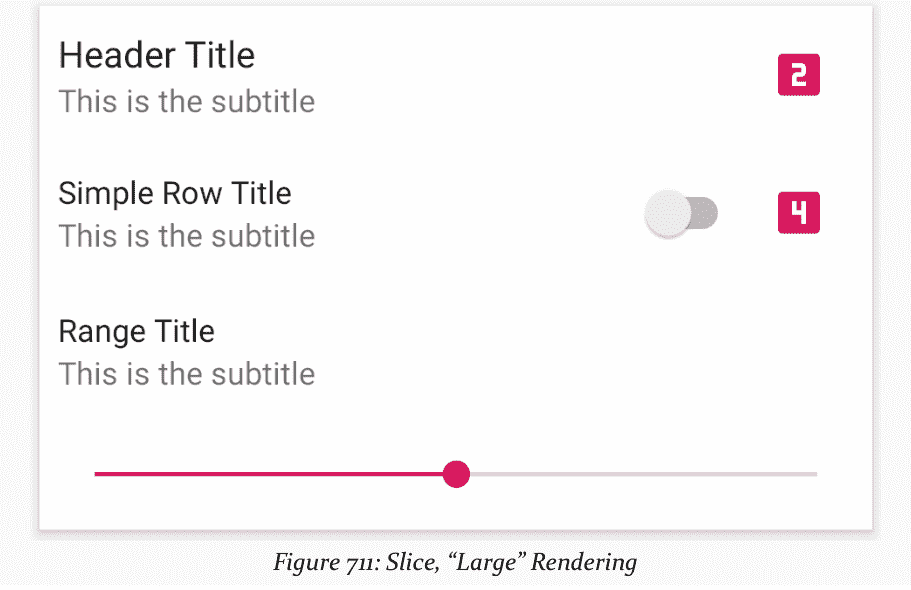 Header Title
2
This is the subtitle
Simple Row Title
4
This is the subtitle
Range Title
This is the subtitle
Figure 711: Slice, “Large” Rendering